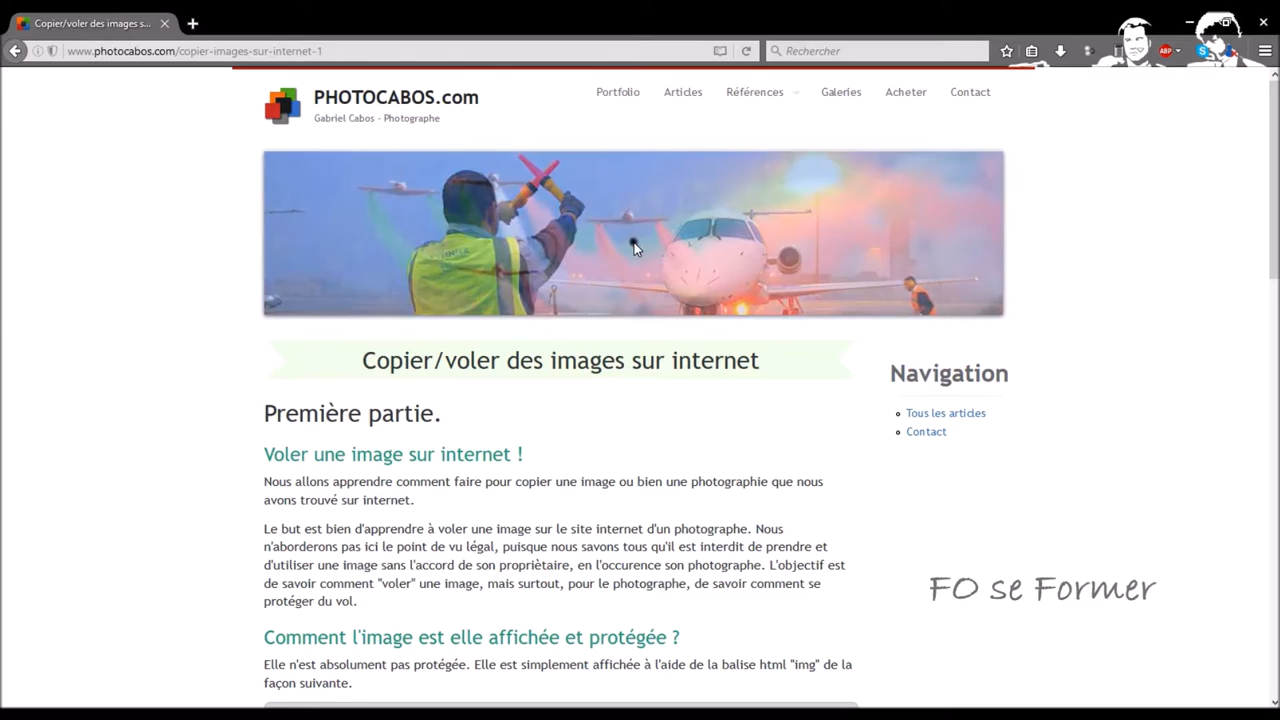 Copier/voler des images s...
www.photocabos.com/copier-images-sur-internet-1
Rechercher
ABP
S
PHOTOCABOS.com
Gabriel Cabos - Photographe
Portfolio
Articles
Références
Galeries
Acheter
Contact
Copier/voler des images sur internet
Navigation
Tous les articles
Contact
Première partie.
Voler une image sur internet !
Nous allons apprendre comment faire pour copier une image ou bien une photographie que nous
avons trouvé sur internet.
Le but est bien d'apprendre à voler une image sur le site internet d'un photographe. Nous
n'aborderons pas ici le point de vu légal, puisque nous savons tous qu'il est interdit de prendre et
d'utiliser une image sans l'accord de son propriètaire, en l'occurence son photographe. L'objectif est
de savoir comment "voler" une image, mais surtout, pour le photographe, de savoir comment se
protéger du vol.
FO se Former
Comment l'image est elle affichée et protégée ?
Elle n'est absolument pas protégée. Elle est simplement affichée à l'aide de la balise html "img" de la
façon suivante.